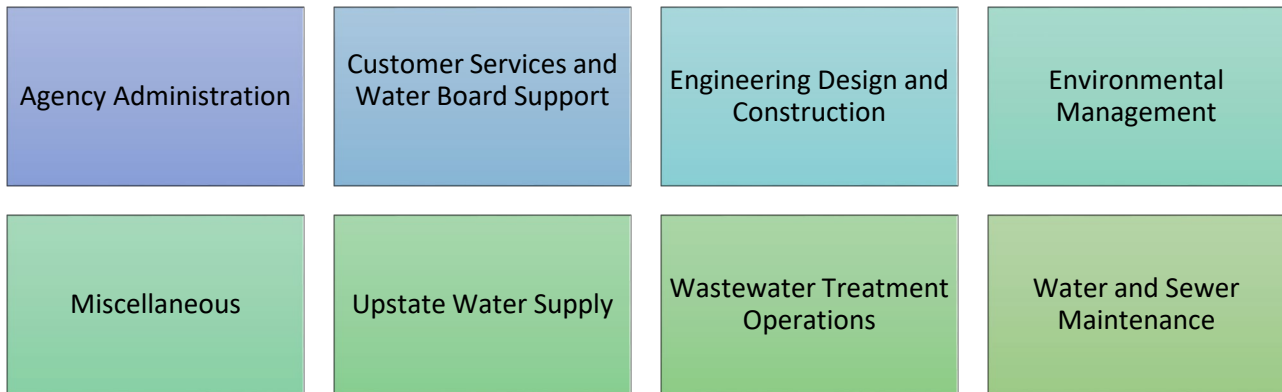 Agency Administration
Customer Services and
Water Board Support
Engineering Design and
Construction
Environmental
Management
Miscellaneous
Upstate Water Supply
Wastewater Treatment
Operations
Water and Sewer
Maintenance